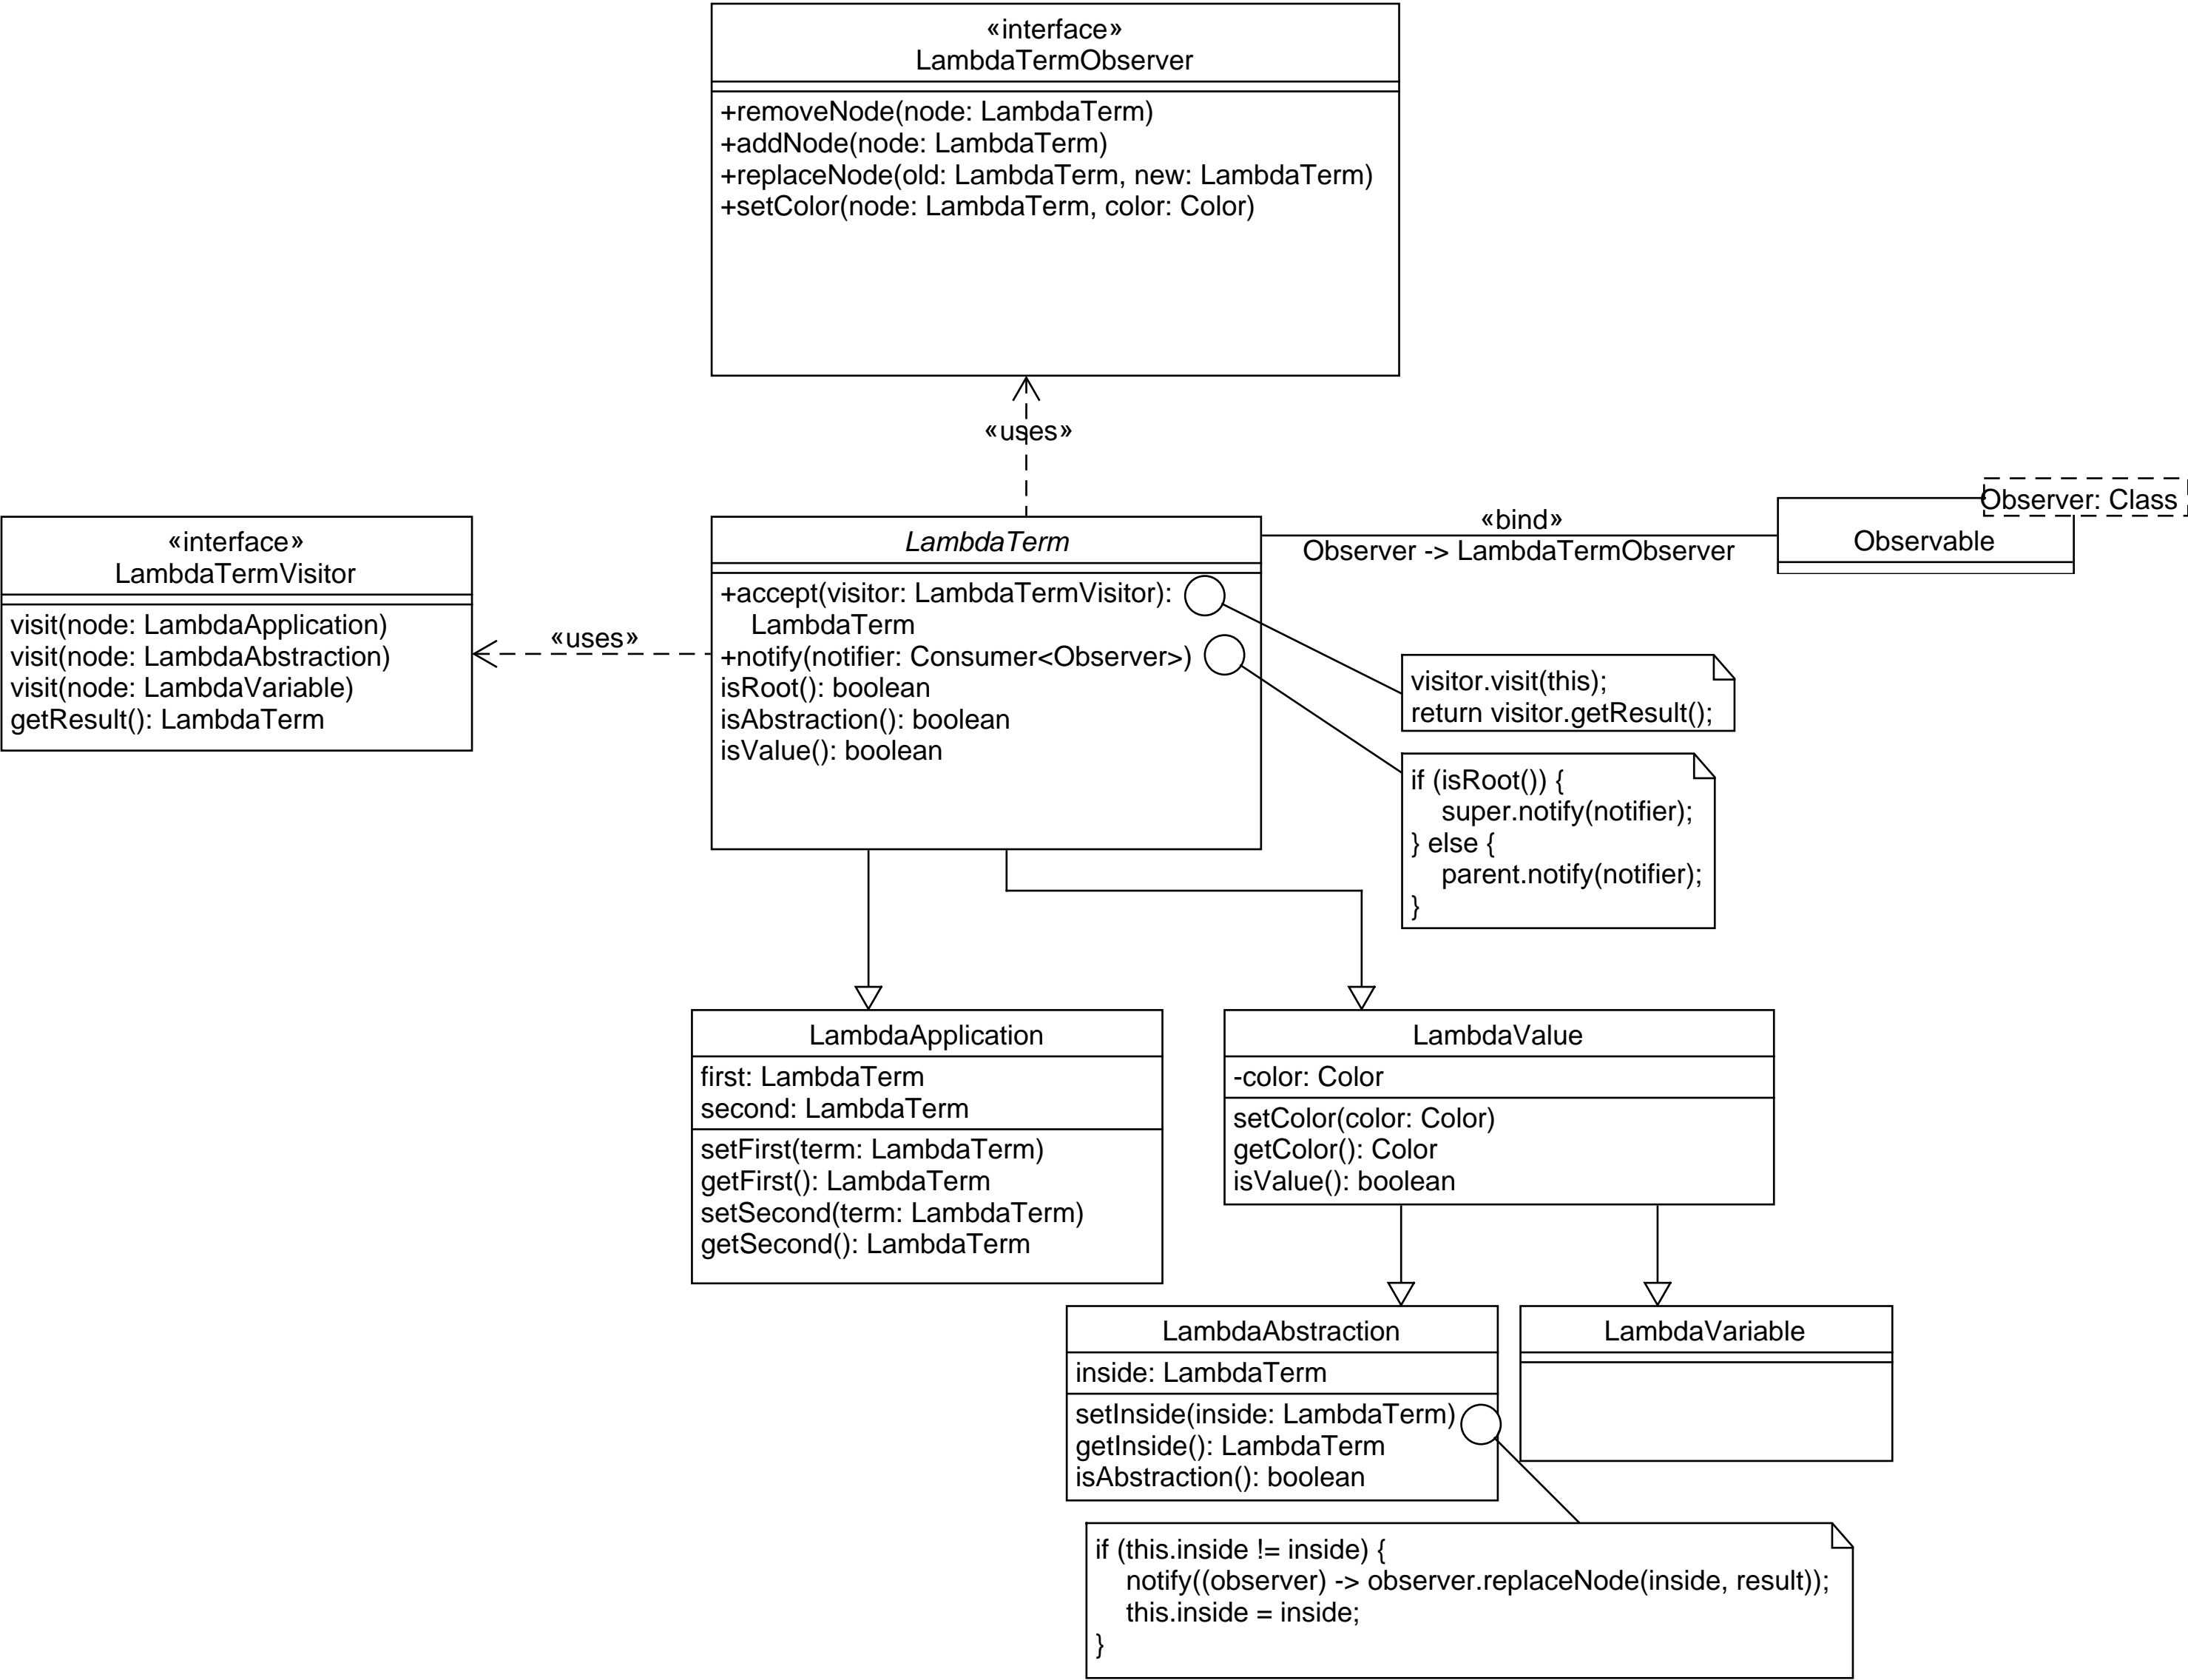 «interface»
LambdaTermObserver
+removeNode(node: LambdaTerm)
+addNode(node: LambdaTerm)
+replaceNode(old: LambdaTerm, new: LambdaTerm)
+setColor(node: LambdaTerm, color: Color)
«uses»
«interface»
LambdaTermVisitor
visit(node: LambdaApplication)
visit(node: LambdaAbstraction)
visit(node: LambdaVariable)
getResult(): LambdaTerm
«uses»
LambdaTerm
+accept(visitor: LambdaTermVisitor):
LambdaTerm
+notify(notifier: Consumer<Observer>)
isRoot(): boolean
isAbstraction(): boolean
isValue(): boolean
«bind»
Observer -> LambdaTermObserver
Observer: Class
Observable
visitor.visit(this);
return visitor.getResult();
if (isRoot()) {
super.notify(notifier);
} else {
parent.notify(notifier);
}
LambdaApplication
first: LambdaTerm
second: LambdaTerm
setFirst(term: LambdaTerm)
getFirst(): LambdaTerm
setSecond(term: LambdaTerm)
getSecond(): LambdaTerm
LambdaValue
-color: Color
setColor(color: Color)
getColor(): Color
isValue(): boolean
LambdaAbstraction
inside: LambdaTerm
setInside(inside: LambdaTerm)
getInside(): LambdaTerm
isAbstraction(): boolean
LambdaVariable
if (this.inside != inside) {
notify((observer) -> observer.replaceNode(inside, result));
this.inside = inside;
}